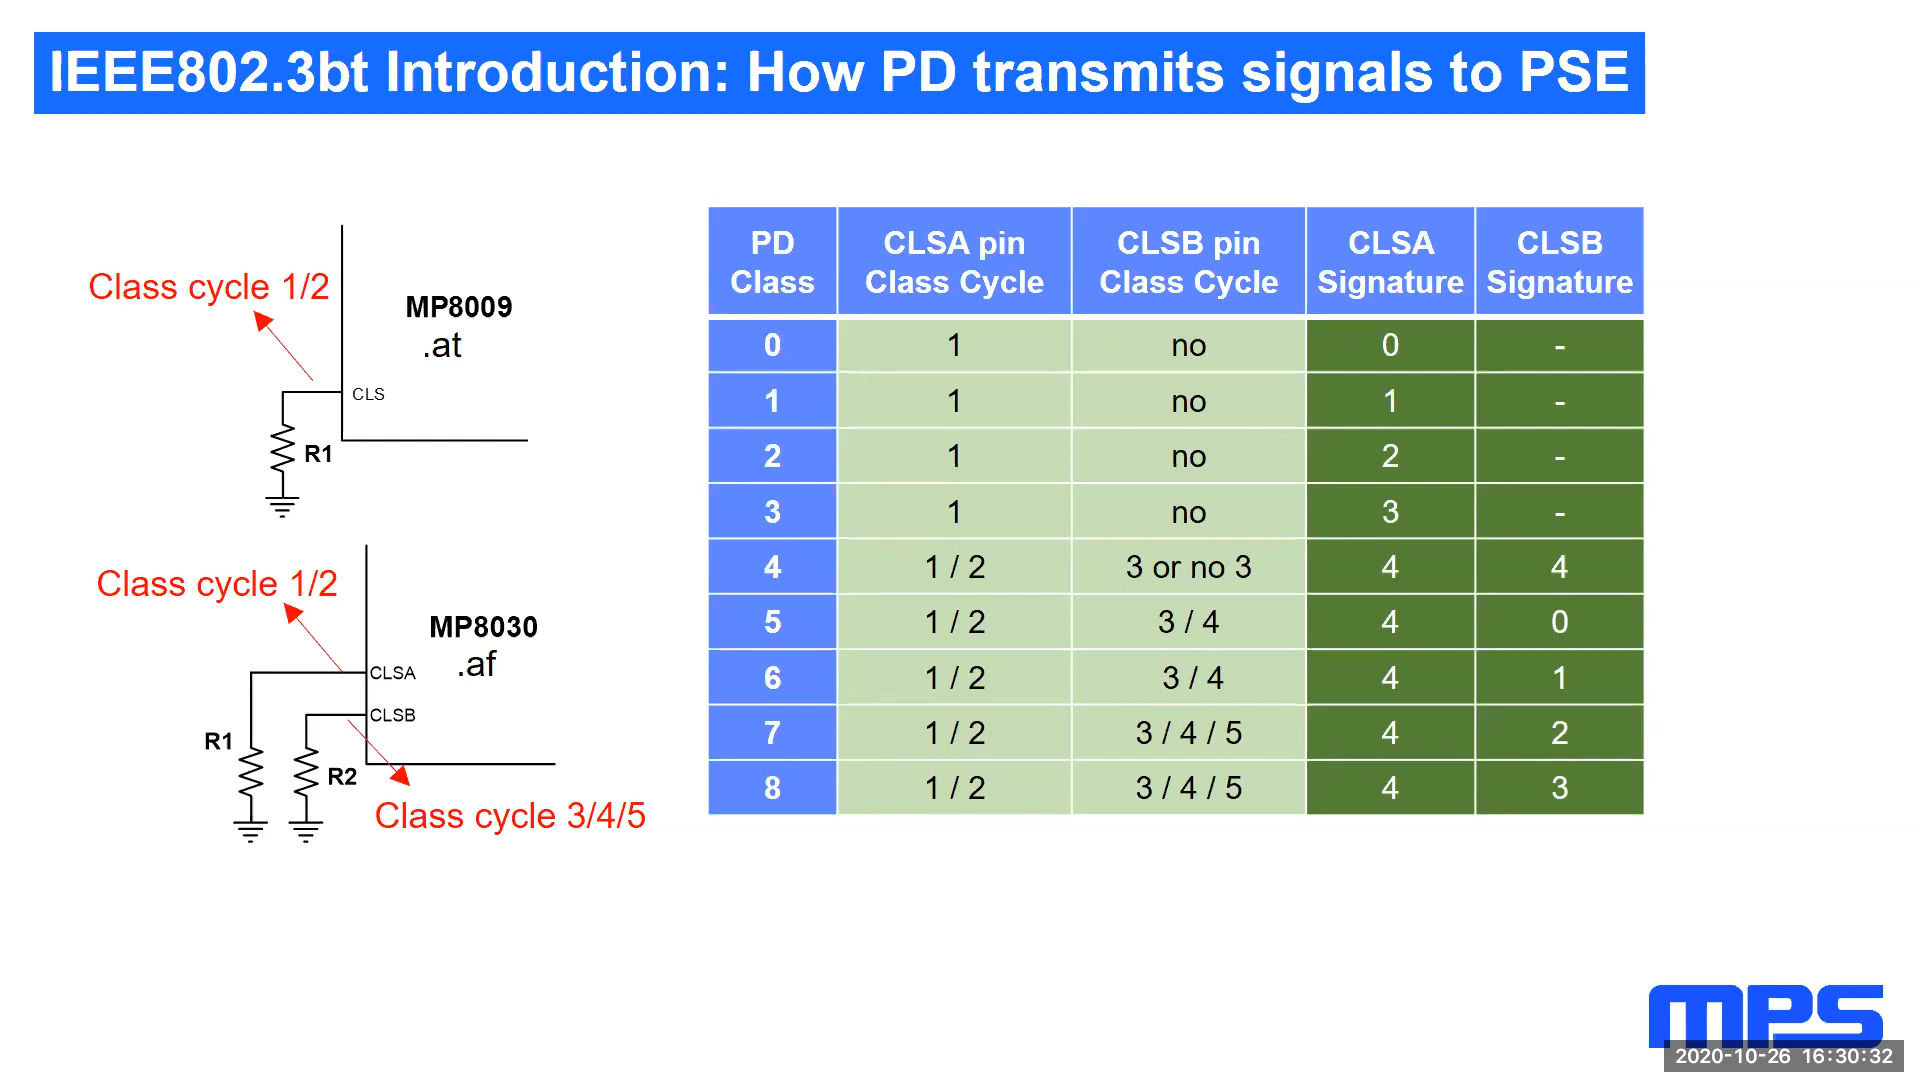 IEEE802.3bt Introduction: How PD transmits signals to PSE
Class cycle 1/2
MP8009
.at
CLS
R1
Class cycle 1/2
MP8030
.af
CLSA
CLSB
R1
R2
Class cycle 3/4/5
PD Class | CLSA pin Class Cycle | CLSB pin Class Cycle | CLSA Signature | CLSB Signature
0 | 1 | no | 0 | -
1 | 1 | no | 1 | -
2 | 1 | no | 2 | -
3 | 1 | no | 3 | -
4 | 1 / 2 | 3 or no 3 | 4 | 4
5 | 1 / 2 | 3 / 4 | 4 | 0
6 | 1 / 2 | 3 / 4 | 4 | 1
7 | 1 / 2 | 3 / 4 / 5 | 4 | 2
8 | 1 / 2 | 3 / 4 / 5 | 4 | 3
mps
2020-10-26 16:30:32